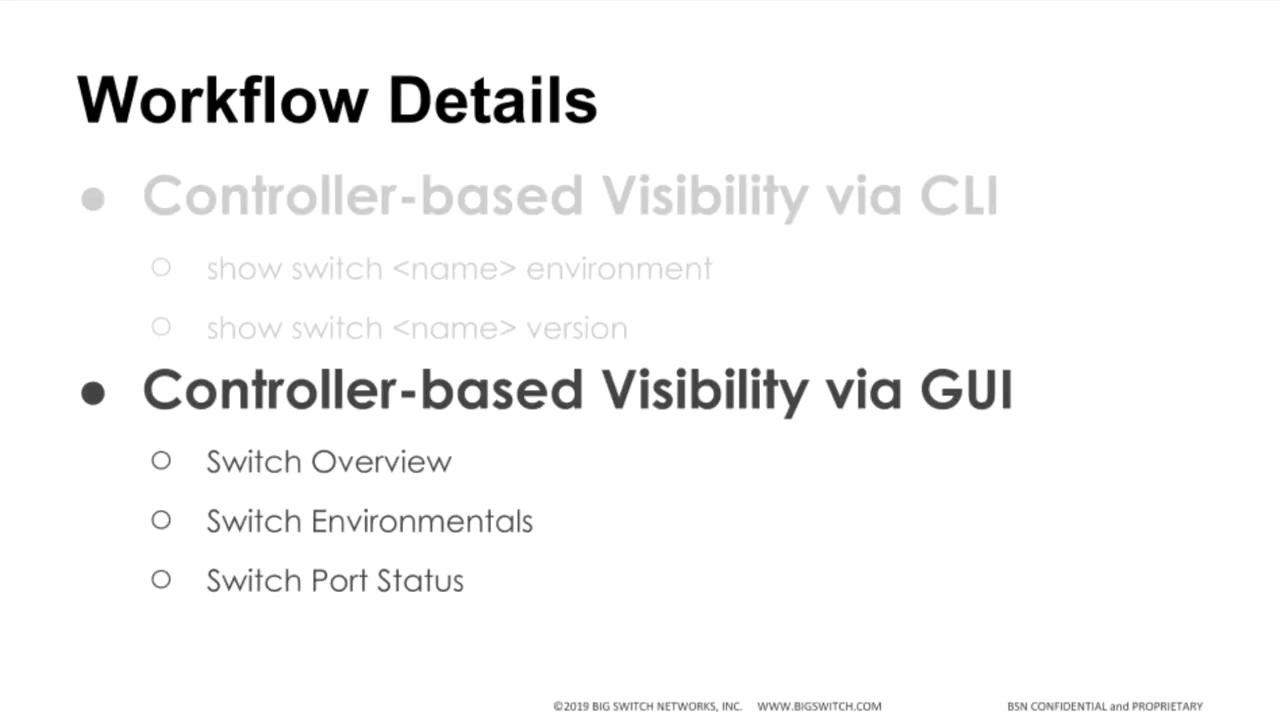 Workflow Details
● Controller-based Visibility via CLI
○ show switch <name> environment
○ show switch <name> version
● Controller-based Visibility via GUI
○ Switch Overview
○ Switch Environmentals
○ Switch Port Status
©2019 BIG SWITCH NETWORKS, INC. WWW.BIGSWITCH.COM BSN CONFIDENTIAL and PROPRIETARY